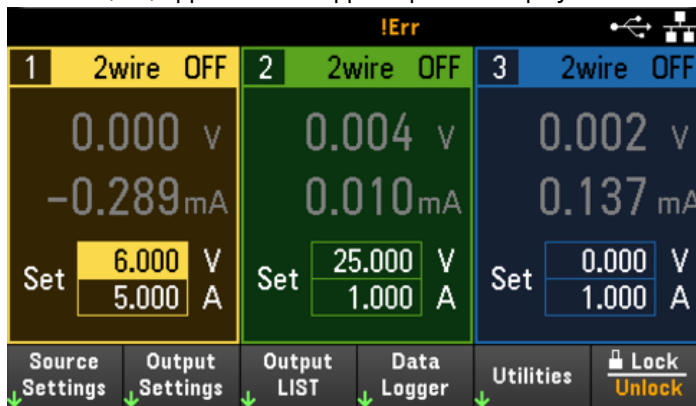 !Err
1 2wire OFF 2 2wire OFF 3 2wire OFF
0.000 V 0.004 V 0.002 V
-0.289mA 0.010mA 0.137 mA
Set 6.000 V Set 25.000 V Set 0.000 V
5.000 A 1.000 A 1.000 A
Source Output Output Data Utilities Lock
Settings Settings LIST Logger Unlock